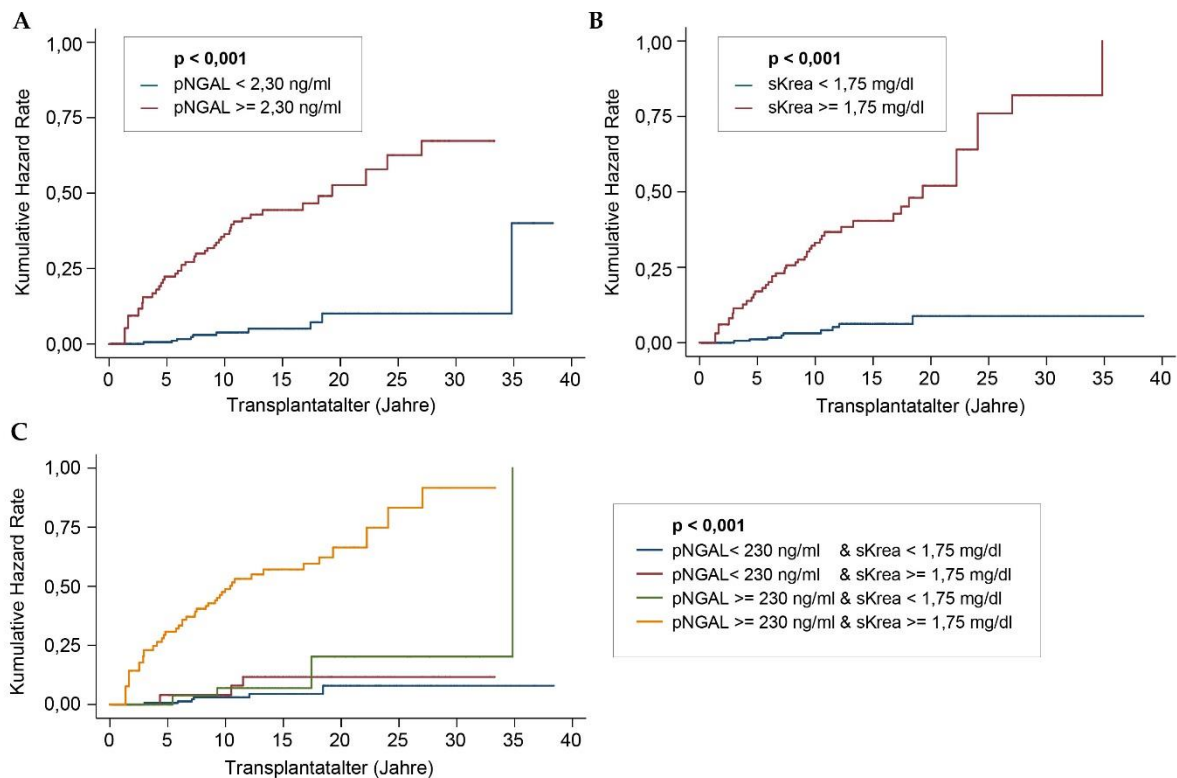 A
Kumulative Hazard Rate
1,00
0,75
0,50
0,25
0,00
p < 0,001
pNGAL < 2,30 ng/ml
pNGAL >= 2,30 ng/ml
0 5 10 15 20 25 30 35 40
Transplantatalter (Jahre)
B
Kumulative Hazard Rate
1,00
0,75
0,50
0,25
0,00
p < 0,001
sKrea < 1,75 mg/dl
sKrea >= 1,75 mg/dl
0 5 10 15 20 25 30 35 40
Transplantatalter (Jahre)
C
Kumulative Hazard Rate
1,00
0,75
0,50
0,25
0,00
0 5 10 15 20 25 30 35 40
Transplantatalter (Jahre)
p < 0,001
pNGAL< 230 ng/ml & sKrea < 1,75 mg/dl
pNGAL< 230 ng/ml & sKrea >= 1,75 mg/dl
pNGAL >= 230 ng/ml & sKrea < 1,75 mg/dl
pNGAL >= 230 ng/ml & sKrea >= 1,75 mg/dl